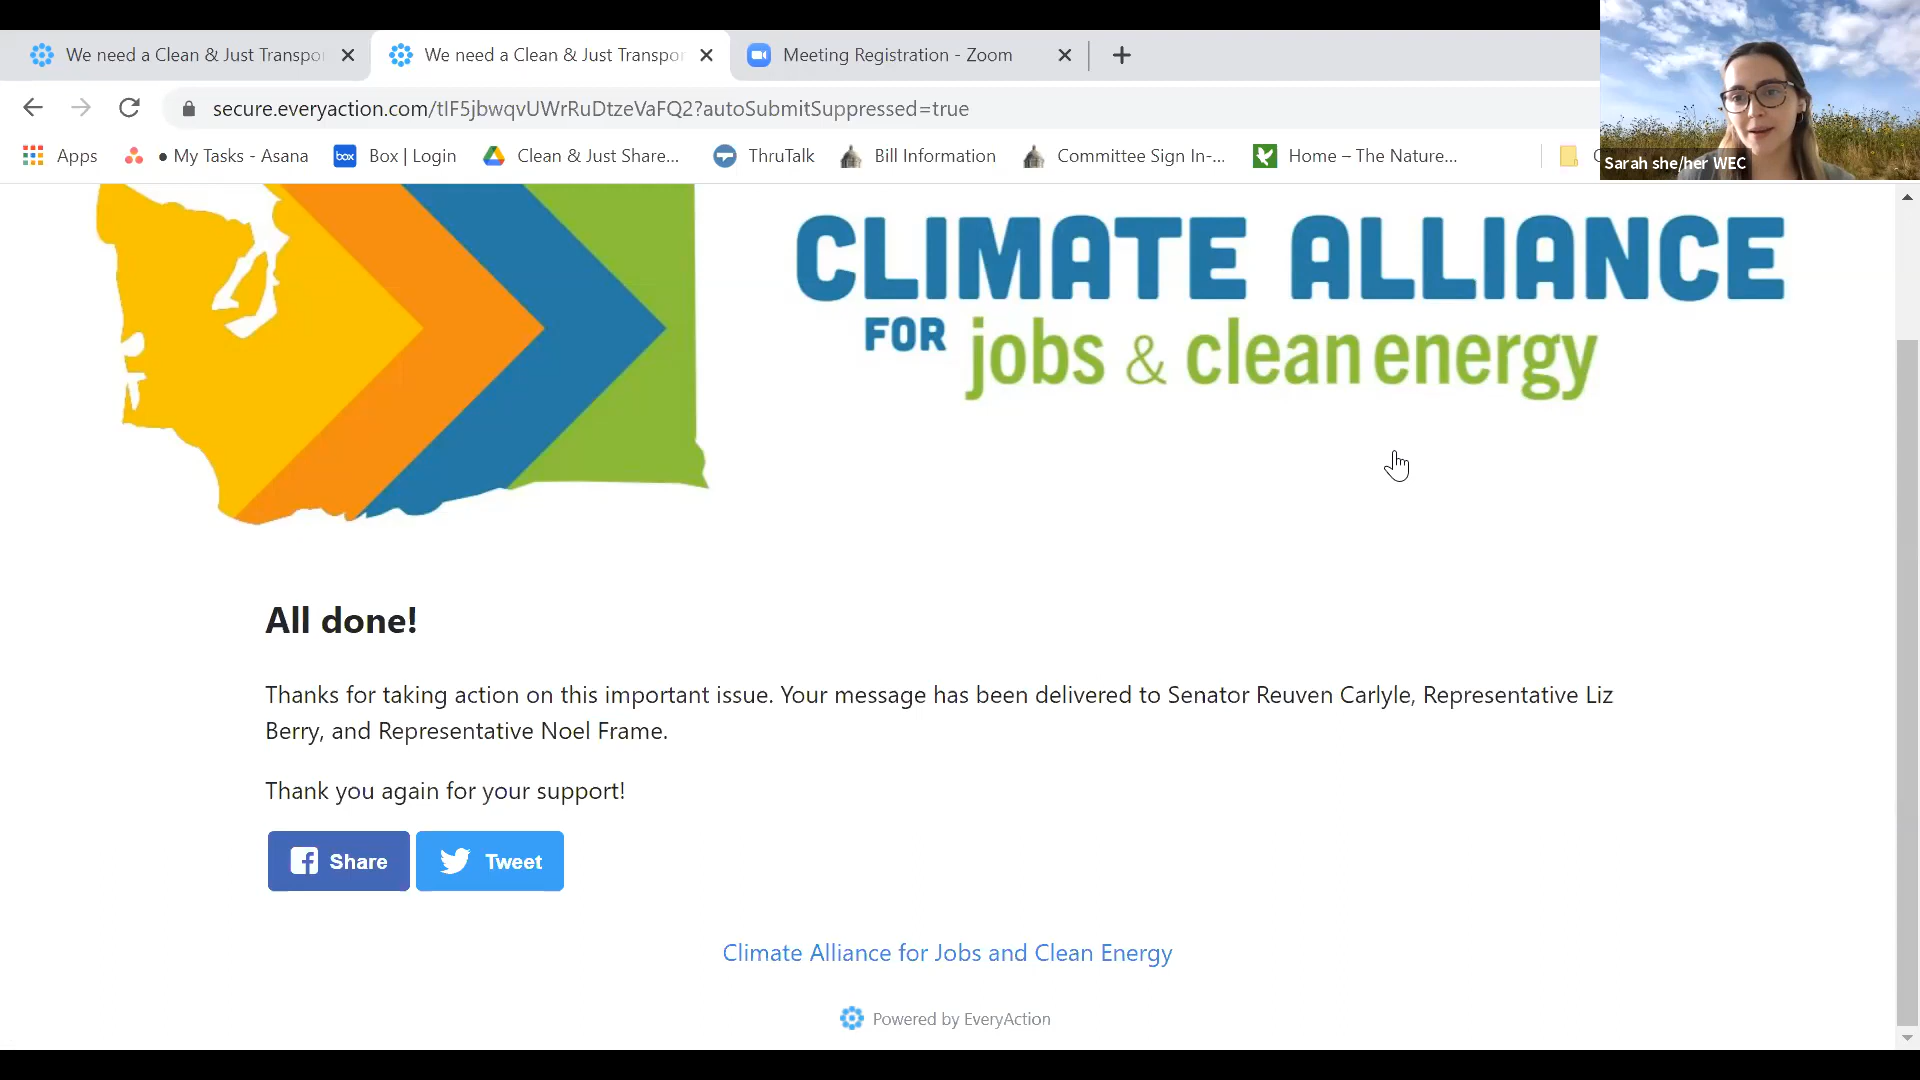 We need a Clean & Just Transpor
We need a Clean & Just Transpor
Meeting Registration - Zoom
secure.everyaction.com/tIF5jbwqvUWrRuDtzeVaFQ2?autoSubmitSuppressed=true
Apps
• My Tasks - Asana
box
Box | Login
Clean & Just Share...
ThruTalk
Bill Information
Committee Sign In-...
Home – The Nature...
Sarah she/her WEC
CLIMATE ALLIANCE
FOR jobs & clean energy
All done!
Thanks for taking action on this important issue. Your message has been delivered to Senator Reuven Carlyle, Representative Liz
Berry, and Representative Noel Frame.
Thank you again for your support!
Share
Tweet
Climate Alliance for Jobs and Clean Energy
Powered by EveryAction